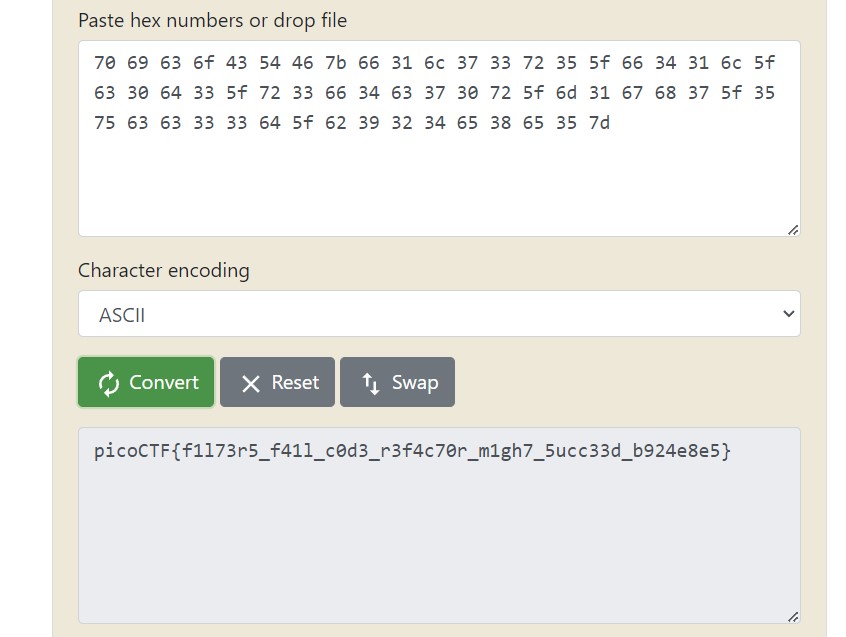 Paste hex numbers or drop file
70 69 63 6f 43 54 46 7b 66 31 6c 37 33 72 35 5f 66 34 31 6c 5f
63 30 64 33 5f 72 33 66 34 63 37 30 72 5f 6d 31 67 68 37 5f 35
75 63 63 33 33 64 5f 62 39 32 34 65 38 65 35 7d
Character encoding
ASCII
Convert Reset Swap
picoCTF{f1l73r5_f41l_c0d3_r3f4c70r_m1gh7_5ucc33d_b924e8e5}